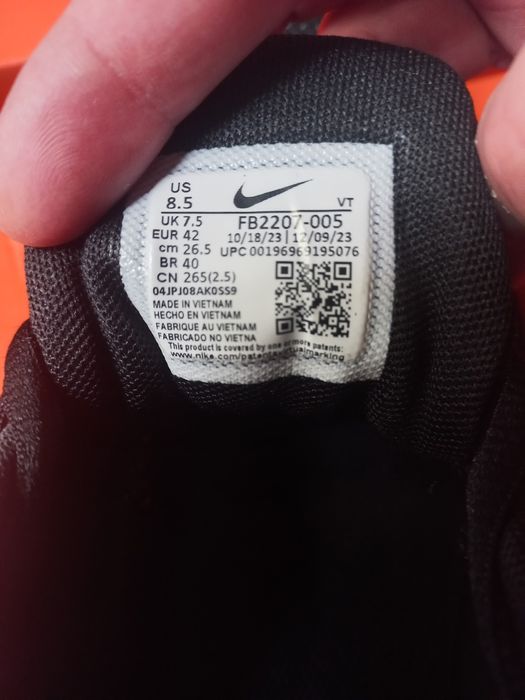 US
8.5
VT
UK 7.5
FB2207-005
EUR 42
10/18/23 | 12/09/23
cm 26.5
UPC 00196969195076
BR 40
CN 265(2.5)
04JPJ08AK0SS9
MADE IN VIETNAM
HECHO EN VIETNAM
FABRIQUE AU VIETNAM
FABRICADO NO VIETNA
This product is covered by one or more patents:
www.nike.com/patents virtualmarking